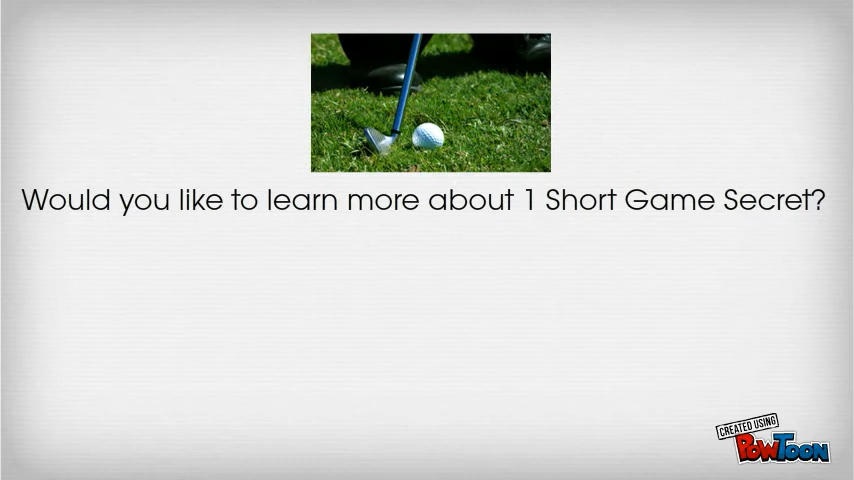 Would you like to learn more about 1 Short Game Secret?
CREATED USING
POWTOON